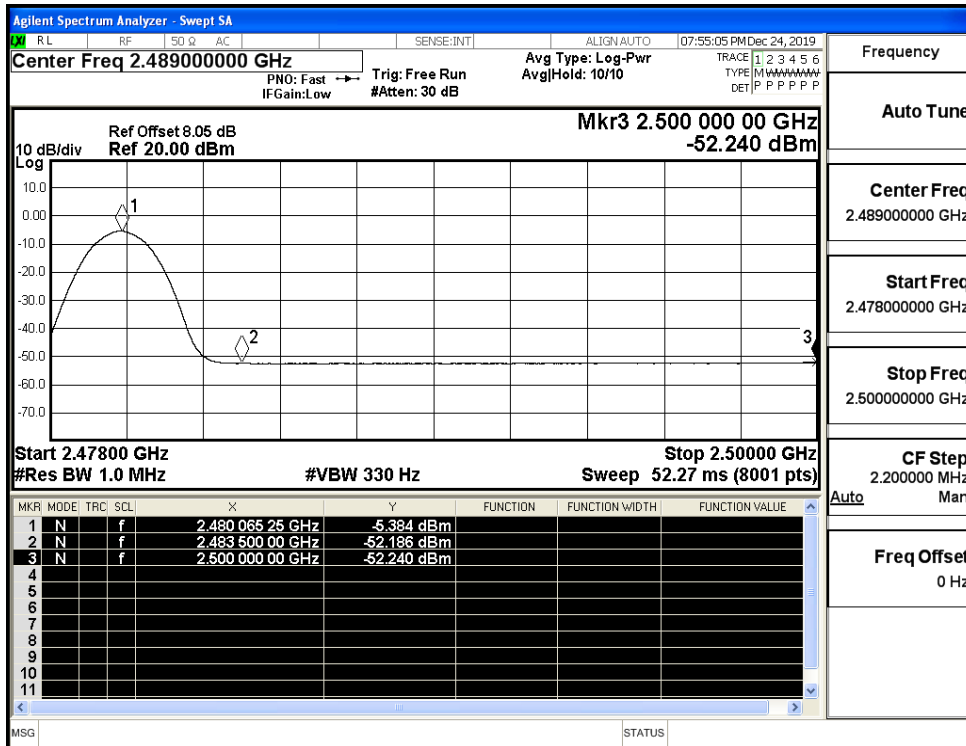 Agilent Spectrum Analyzer - Swept SA
LXI RL RF 50 Ω AC SENSE:INT ALIGN AUTO 07:55:05 PM Dec 24, 2019
Center Freq 2.489000000 GHz
PNO: Fast
IFGain:Low
Trig: Free Run
#Atten: 30 dB
Avg Type: Log-Pwr
Avg|Hold: 10/10
TRACE 1 2 3 4 5 6
TYPE M W W W W W
DET P P P P P P
Frequency
Auto Tune
Center Freq
2.489000000 GHz
Start Freq
2.478000000 GHz
Stop Freq
2.500000000 GHz
CF Step
2.200000 MHz
Auto Man
Freq Offset
0 Hz
Mkr3 2.500 000 00 GHz
-52.240 dBm
Ref Offset 8.05 dB
10 dB/div Ref 20.00 dBm
Log
10.0
0.00
-10.0
-20.0
-30.0
-40.0
-50.0
-60.0
-70.0
1
2
3
Start 2.47800 GHz Stop 2.50000 GHz
#Res BW 1.0 MHz #VBW 330 Hz Sweep 52.27 ms (8001 pts)
MKR MODE TRC SCL X Y FUNCTION FUNCTION WIDTH FUNCTION VALUE
1 N f 2.480 065 25 GHz -5.384 dBm
2 N f 2.483 500 00 GHz -52.186 dBm
3 N f 2.500 000 00 GHz -52.240 dBm
4
5
6
7
8
9
10
11
MSG STATUS